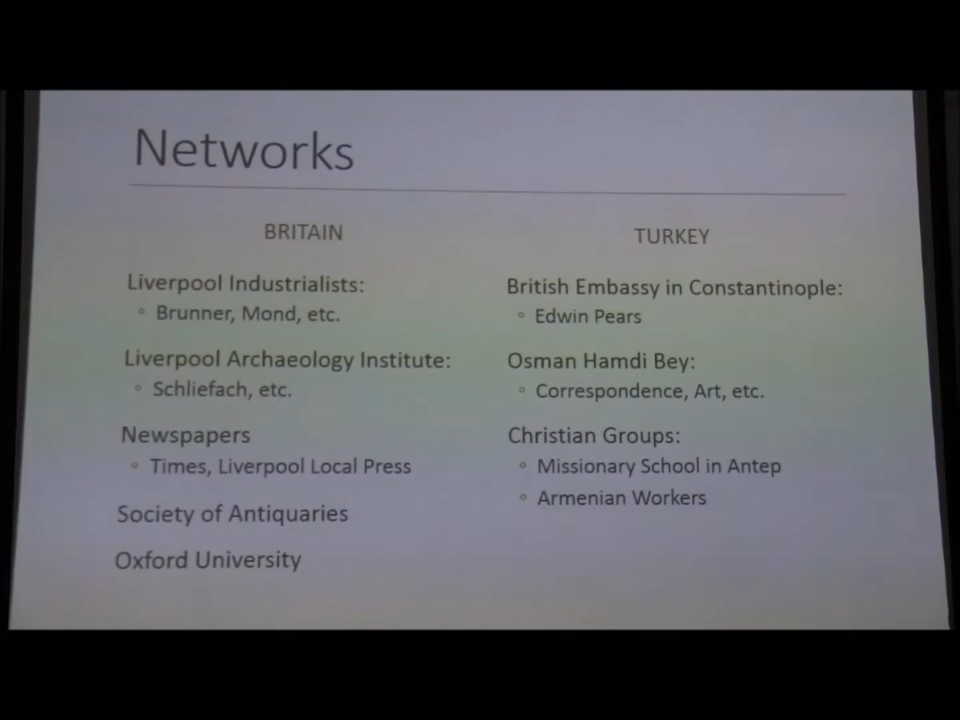 Networks
BRITAIN
Liverpool Industrialists:
Brunner, Mond, etc.
Liverpool Archaeology Institute:
Schliefach, etc.
Newspapers
Times, Liverpool Local Press
Society of Antiquaries
Oxford University
TURKEY
British Embassy in Constantinople:
Edwin Pears
Osman Hamdi Bey:
Correspondence, Art, etc.
Christian Groups:
Missionary School in Antep
Armenian Workers